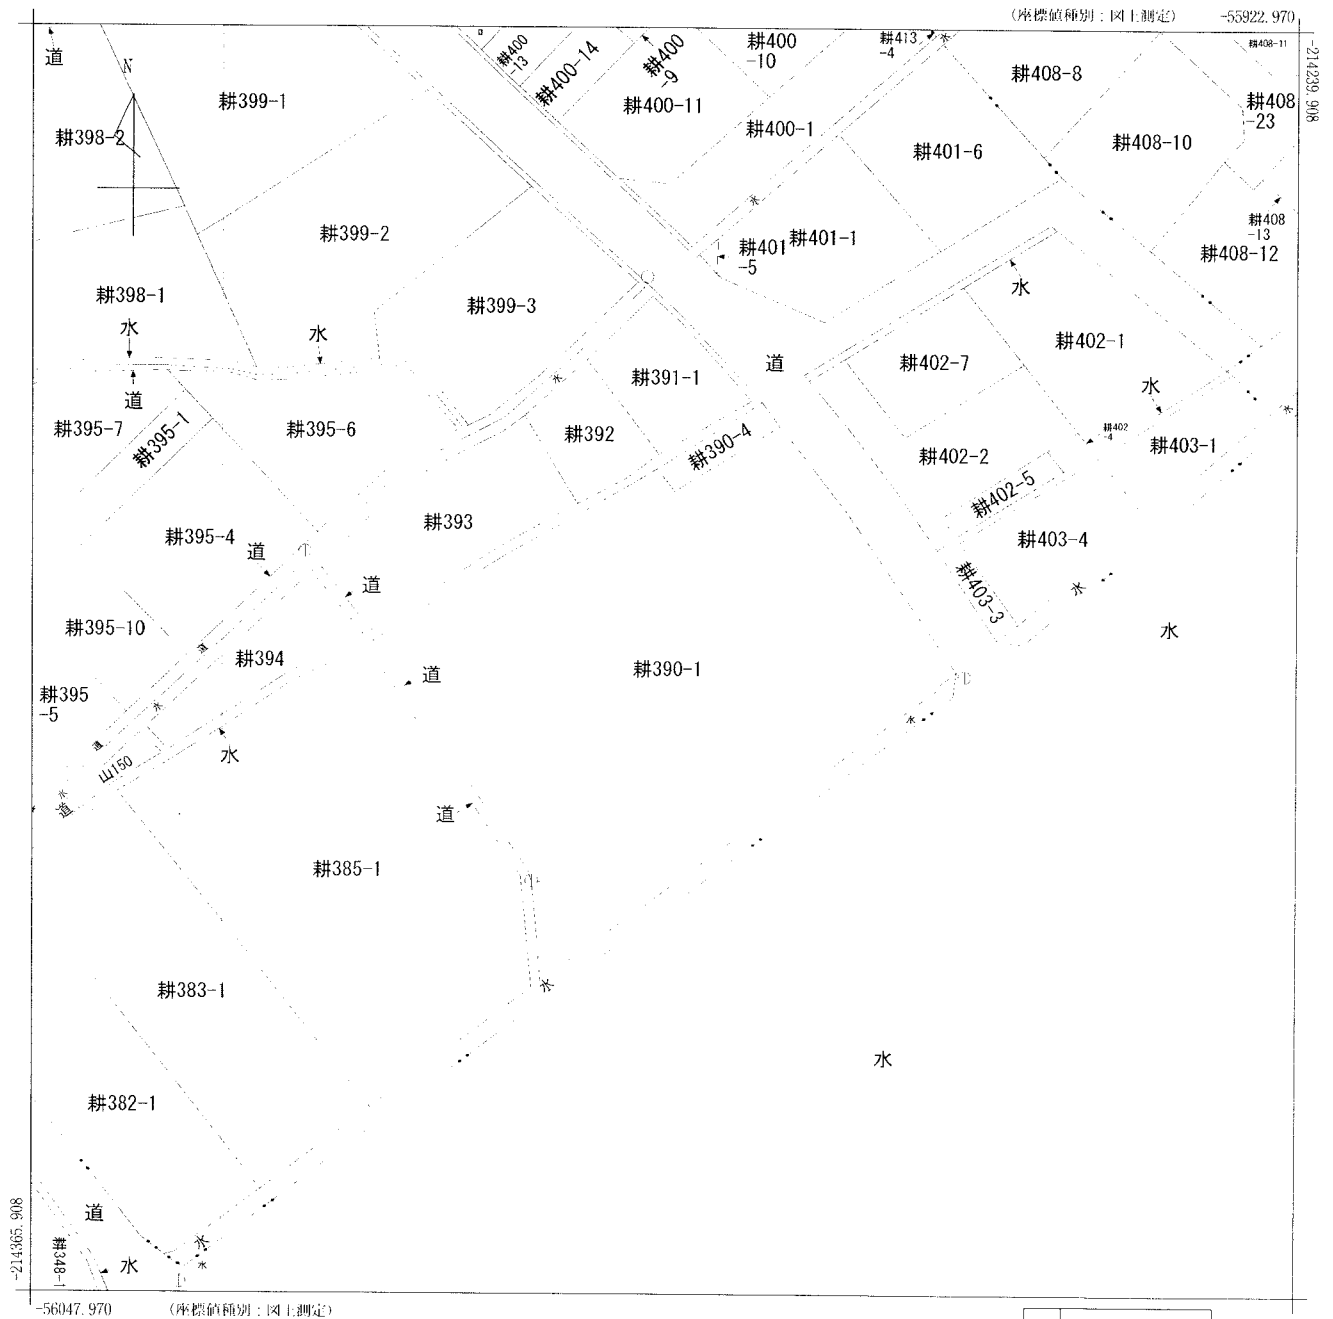 (座標値種別：図上測定)
-55922.970
-214239.908
道
N
耕399-1
耕398-2
耕400
-13
耕400-14
耕400
-9
耕400
-10
耕413
-4
水
耕408-8
耕408-11
耕408
-23
耕400-11
耕400-1
耕401-6
耕408-10
水
耕399-2
耕401
-5
耕401-1
耕408
-13
耕408-12
耕398-1
水
水
耕399-3
水
道
耕402-1
耕402-7
耕391-1
水
水
道
耕395-7
耕395-1
耕395-6
耕392
耕390-4
耕402-2
耕402
-4
耕403-1
水
耕402-5
耕395-4
道
耕393
耕403-4
道
耕403-3
水
耕395-10
道
耕394
水
耕390-1
道
耕395
-5
水
水
道
水
山150
水
道
道
耕385-1
水
耕383-1
水
耕382-1
道
水
水
水
耕348-1
-214365.908
-56047.970
(座標値種別：図上測定)